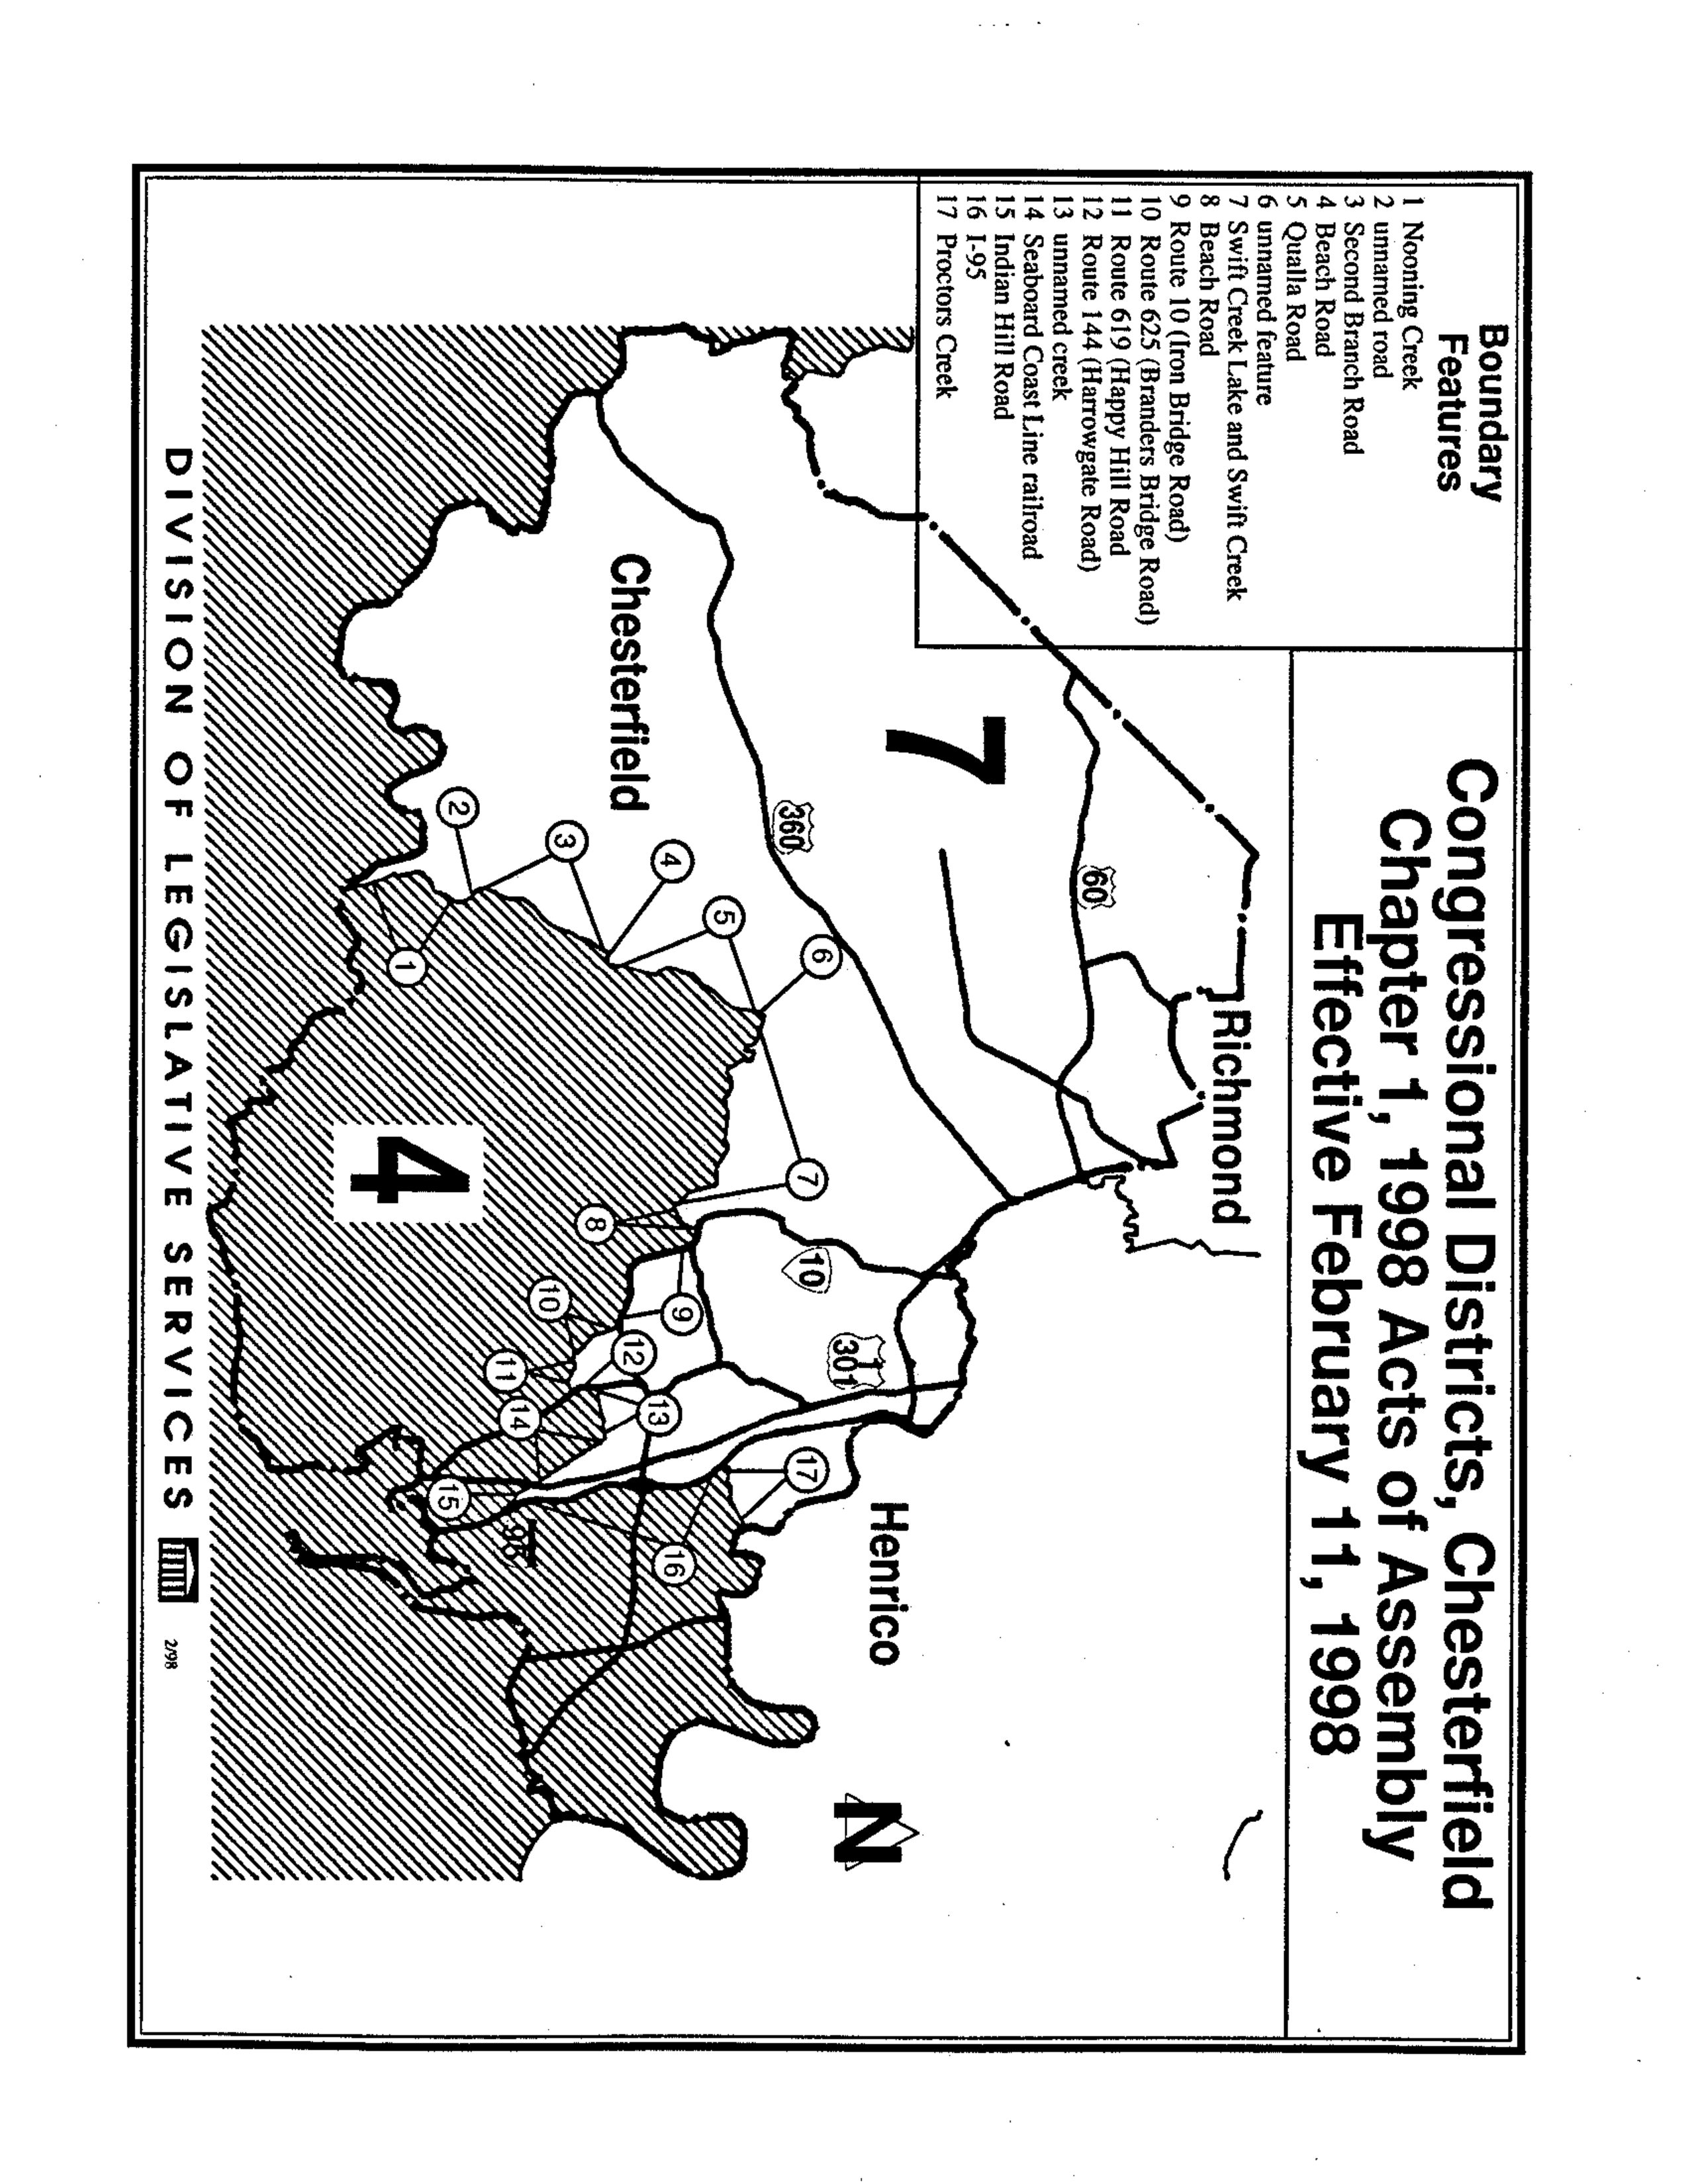 Congressional Districts, Chesterfield
Chapter 1, 1998 Acts of Assembly
Effective February 11, 1998
Boundary
Features
1 Nooning Creek
2 unnamed road
3 Second Branch Road
4 Beach Road
5 Qualla Road
6 unnamed feature
7 Swift Creek Lake and Swift Creek
8 Beach Road
9 Route 10 (Iron Bridge Road)
10 Route 625 (Branders Bridge Road)
11 Route 619 (Happy Hill Road
12 Route 144 (Harrowgate Road)
13 unnamed creek
14 Seaboard Coast Line railroad
15 Indian Hill Road
16 I-95
17 Proctors Creek
Richmond
60
7
360
Henrico
N
Chesterfield
10
1
301
6
7
17
5
4
9
13
16
3
8
12
10
2
11
14
95
1
15
4
DIVISION OF LEGISLATIVE SERVICES
2/98